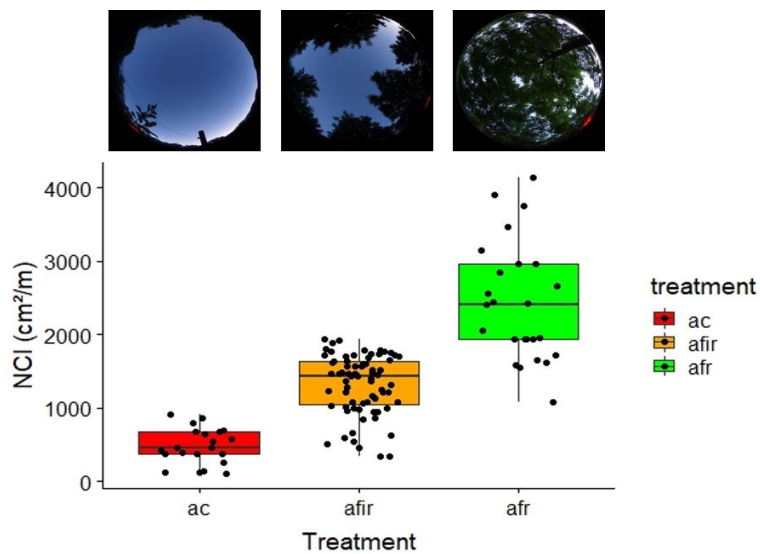 4000
3000
2000
1000
0
NCI (cm²/m)
ac
afir
afr
Treatment
treatment
ac
afir
afr